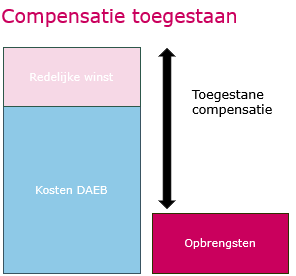 Compensatie toegestaan
Redelijke winst
Toegestane
compensatie
Kosten DAEB
Opbrengsten